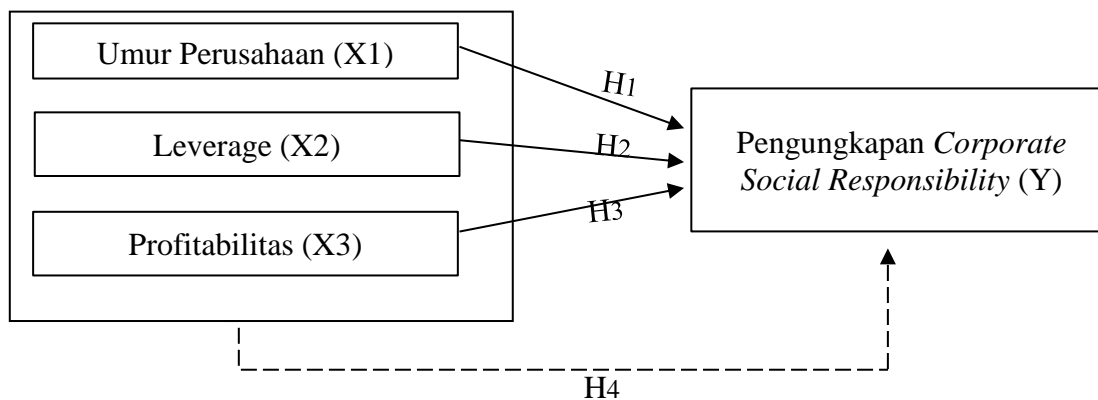 Umur Perusahaan (X1)
H1
Leverage (X2)
H2
Pengungkapan Corporate
Social Responsibility (Y)
H3
Profitabilitas (X3)
H4